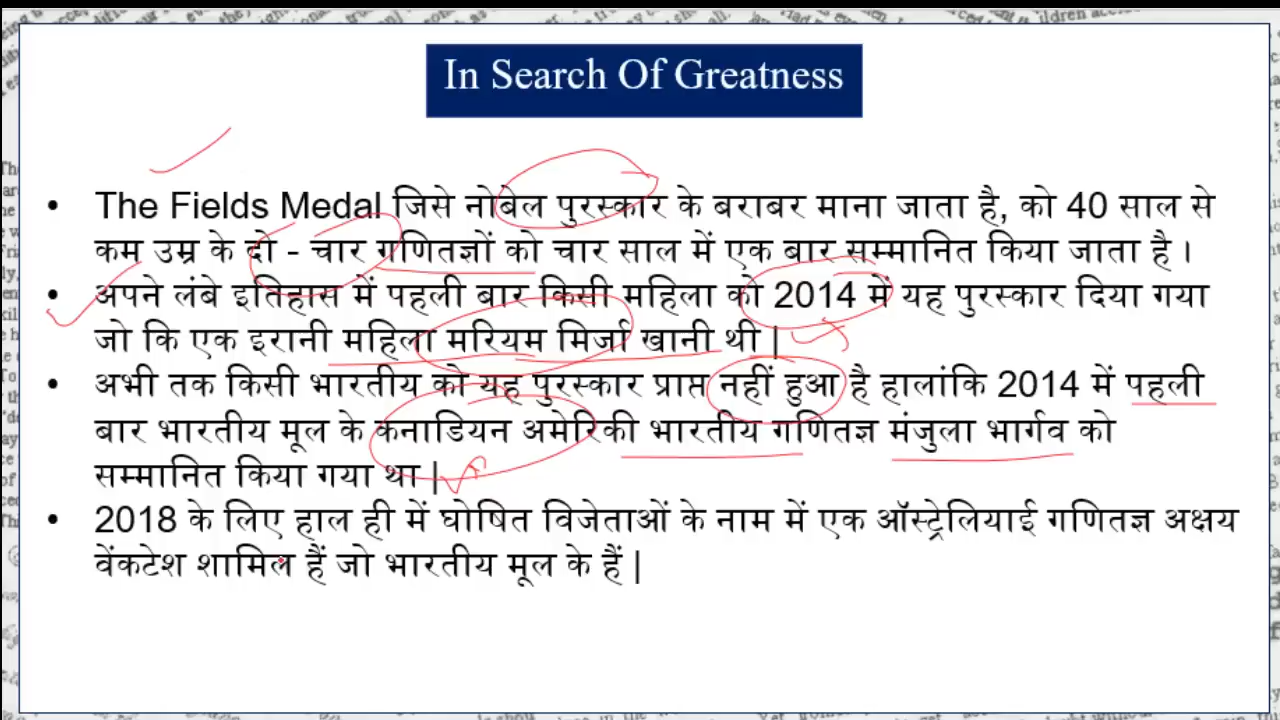 In Search Of Greatness
• The Fields Medal जिसे नोबेल पुरस्कार के बराबर माना जाता है, को 40 साल से
कम उम्र के दो - चार गणितज्ञों को चार साल में एक बार सम्मानित किया जाता है ।
• अपने लंबे इतिहास में पहली बार किसी महिला को 2014 में यह पुरस्कार दिया गया
जो कि एक इरानी महिला मरियम मिर्जा खानी थी |
• अभी तक किसी भारतीय को यह पुरस्कार प्राप्त नहीं हुआ है हालांकि 2014 में पहली
बार भारतीय मूल के कनाडियन अमेरिकी भारतीय गणितज्ञ मंजुला भार्गव को
सम्मानित किया गया था |
• 2018 के लिए हाल ही में घोषित विजेताओं के नाम में एक ऑस्ट्रेलियाई गणितज्ञ अक्षय
वेंकटेश शामिल हैं जो भारतीय मूल के हैं |